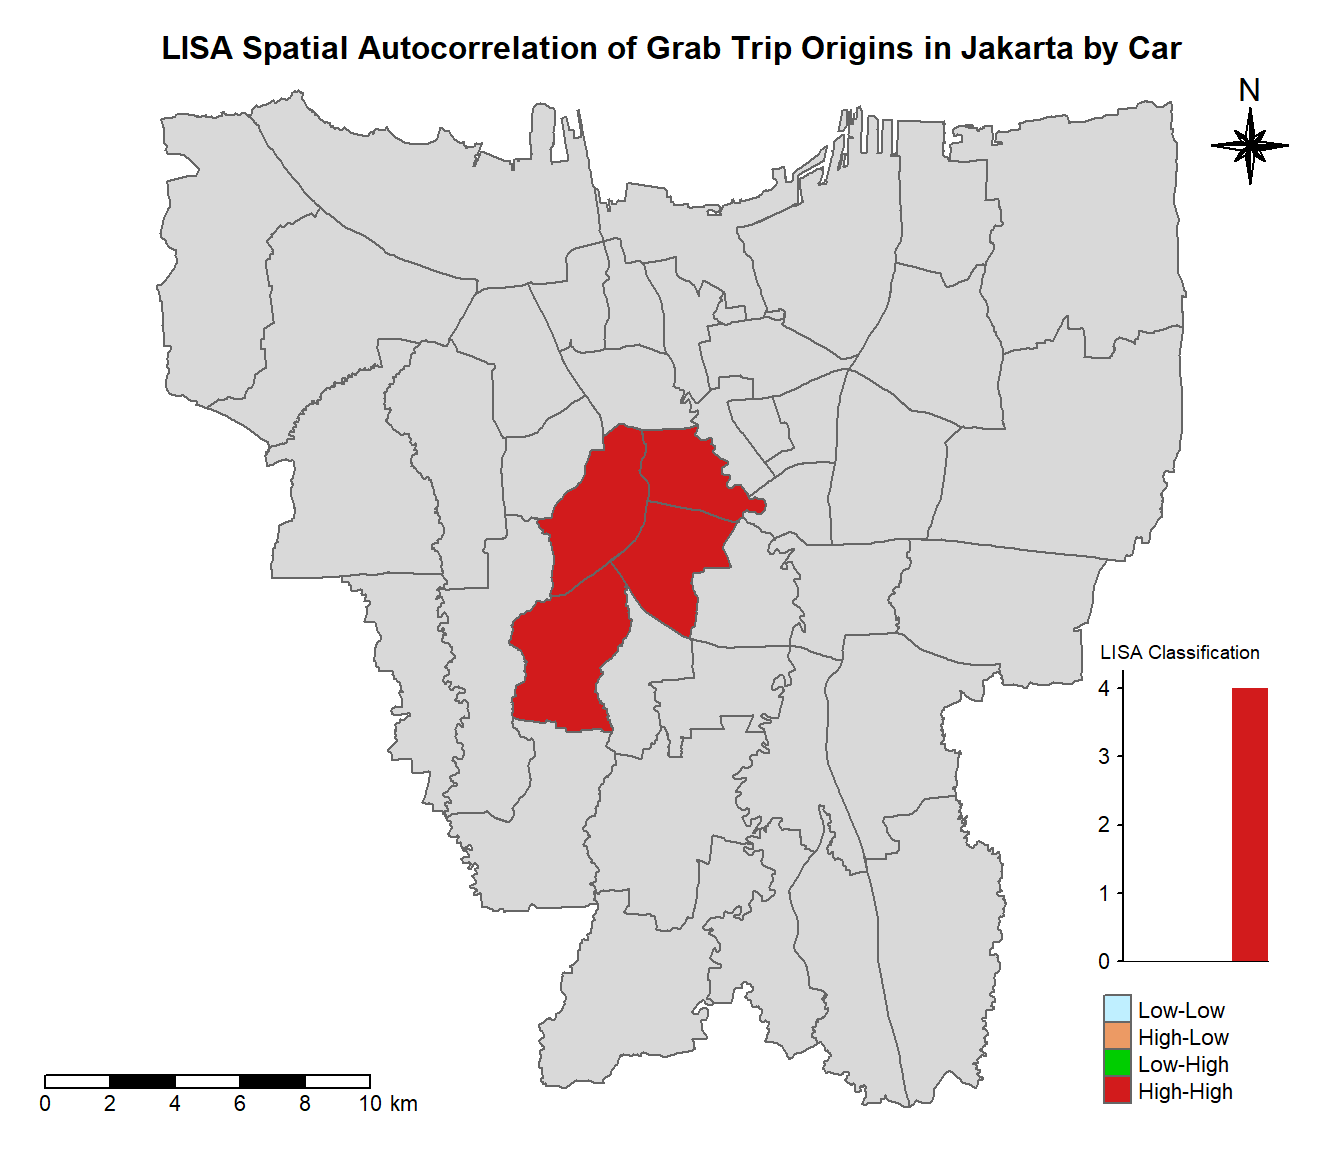 LISA Spatial Autocorrelation of Grab Trip Origins in Jakarta by Car
N
LISA Classification
4
3
2
1
0
Low-Low
High-Low
Low-High
High-High
0 2 4 6 8 10 km